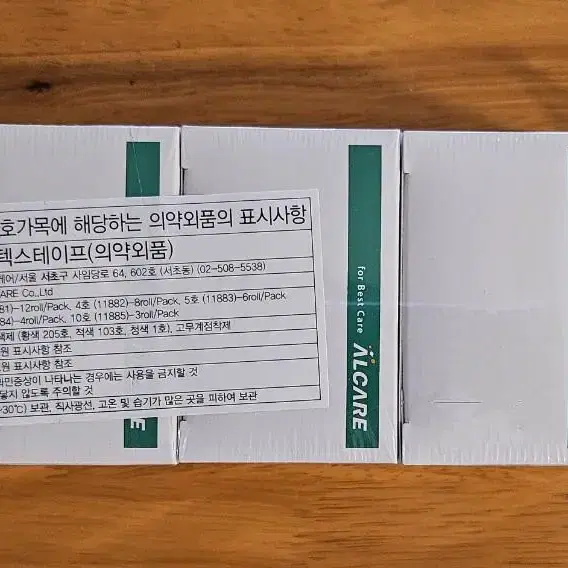 호가목에 해당하는 의약외품의 표시사항
텍스테이프(의약외품)
케어/서울 서초구 사임당로 64, 602호 (서초동) (02-508-5538)
ARE Co.,Ltd
81)-12roll/Pack, 4호 (11882)-8roll/Pack, 5호 (11883)-6roll/Pack
84)-4roll/Pack, 10호 (11885)-3roll/Pack
색제 (황색 205호, 적색 103호, 청색 1호), 고무계점착제
원 표시사항 참조
원 표시사항 참조
과민증상이 나타나는 경우에는 사용을 금지할 것
닿지 않도록 주의할 것
~30℃) 보관, 직사광선, 고온 및 습기가 많은 곳을 피하여 보관
for Best Care
ALCARE